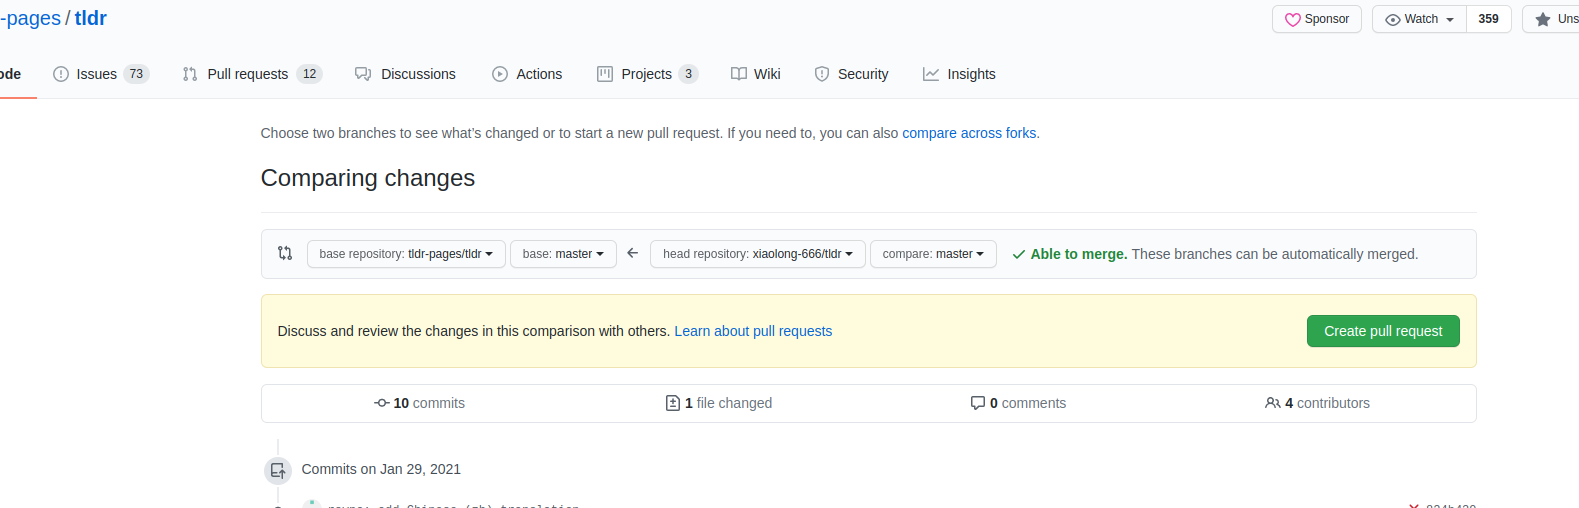 -pages / tldr
Sponsor Watch 359 Uns
ode Issues 73 Pull requests 12 Discussions Actions Projects 3 Wiki Security Insights
Choose two branches to see what's changed or to start a new pull request. If you need to, you can also compare across forks.
Comparing changes
base repository: tldr-pages/tldr base: master ← head repository: xiaolong-666/tldr compare: master Able to merge. These branches can be automatically merged.
Discuss and review the changes in this comparison with others. Learn about pull requests Create pull request
10 commits 1 file changed 0 comments 4 contributors
Commits on Jan 29, 2021
add Chinese (zh) translation